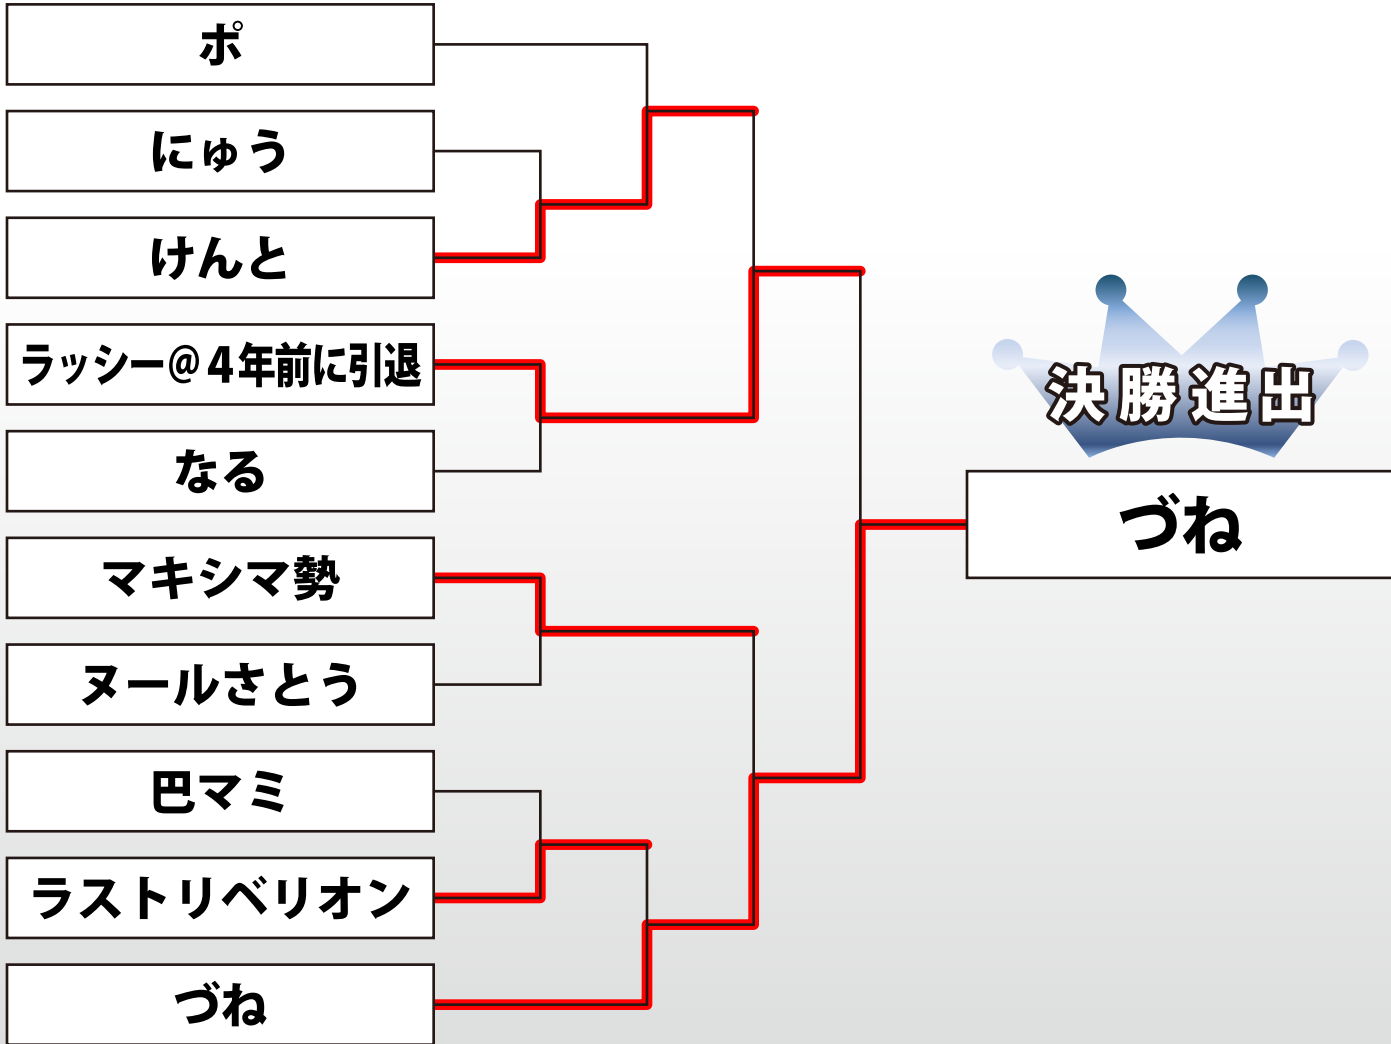 ポ
にゅう
けんと
ラッシー＠４年前に引退
なる
マキシマ勢
ヌールさとう
巴マミ
ラストリベリオン
づね
決勝進出
づね